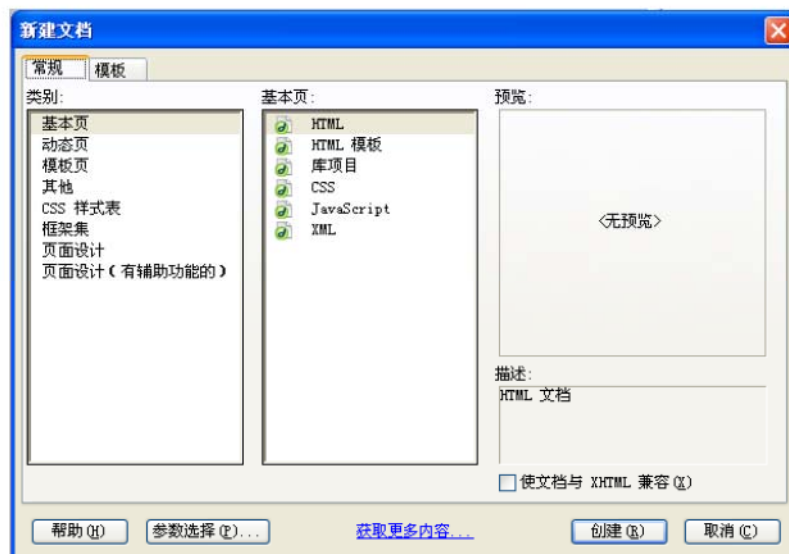 新建文档
常规 模板
类别:
基本页
动态页
模板页
其他
CSS 样式表
框架集
页面设计
页面设计(有辅助功能的)
基本页:
HTML
HTML 模板
库项目
CSS
JavaScript
XML
预览:
<无预览>
描述:
HTML 文档
使文档与 XHTML 兼容(X)
帮助(H) 参数选择(P)... 获取更多内容... 创建(R) 取消(C)